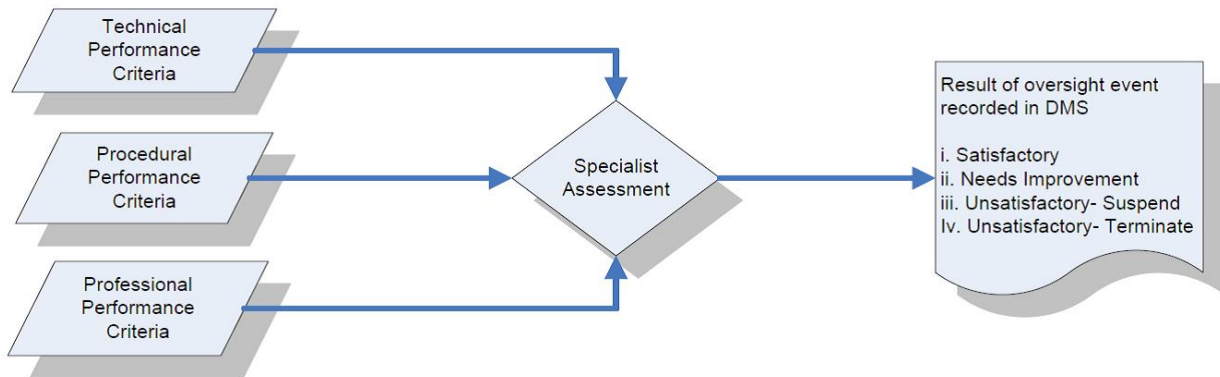 Technical
Performance
Criteria
Procedural
Performance
Criteria
Professional
Performance
Criteria
Specialist
Assessment
Result of oversight event
recorded in DMS
i. Satisfactory
ii. Needs Improvement
iii. Unsatisfactory- Suspend
Iv. Unsatisfactory- Terminate